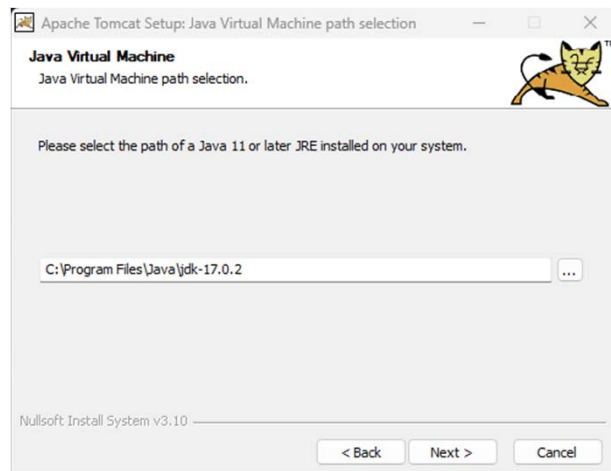 Apache Tomcat Setup: Java Virtual Machine path selection
Java Virtual Machine
Java Virtual Machine path selection.
TM
Please select the path of a Java 11 or later JRE installed on your system.
C:\Program Files\Java\jdk-17.0.2
...
Nullsoft Install System v3.10
< Back
Next >
Cancel